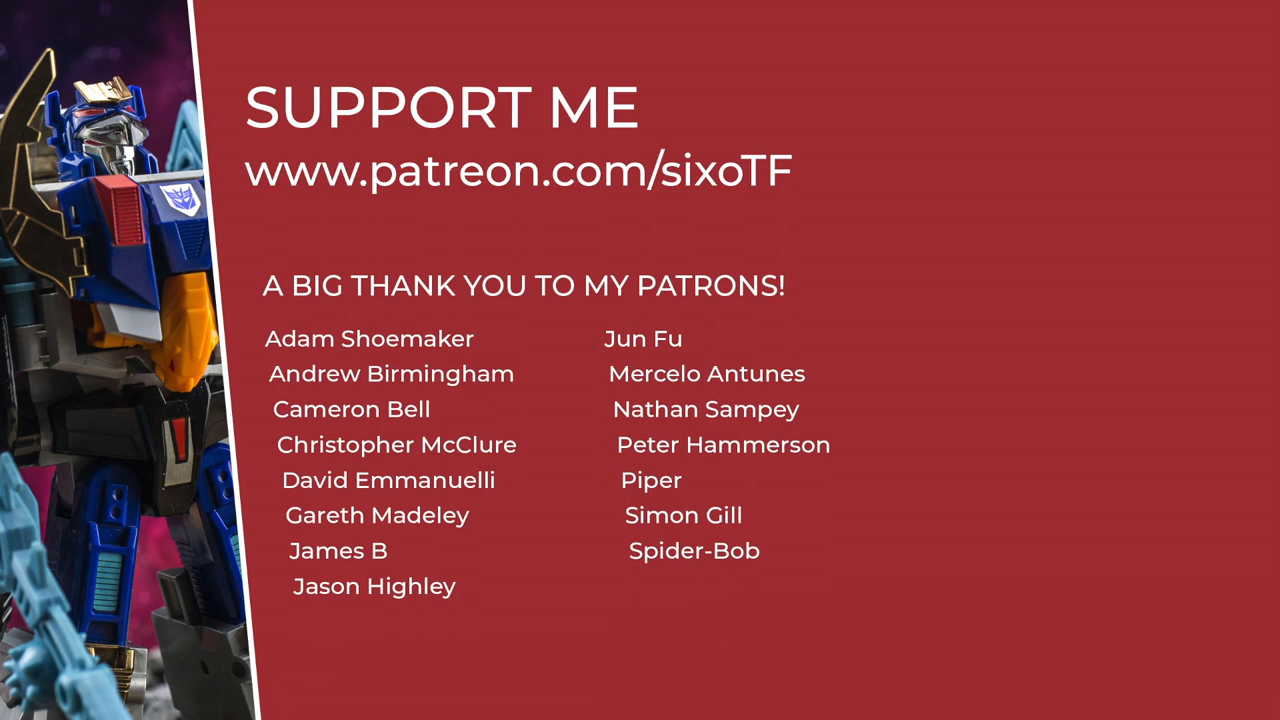 SUPPORT ME
www.patreon.com/sixoTF
A BIG THANK YOU TO MY PATRONS!
Adam Shoemaker
Andrew Birmingham
Cameron Bell
Christopher McClure
David Emmanuelli
Gareth Madeley
James B
Jason Highley
Jun Fu
Mercelo Antunes
Nathan Sampey
Peter Hammerson
Piper
Simon Gill
Spider-Bob